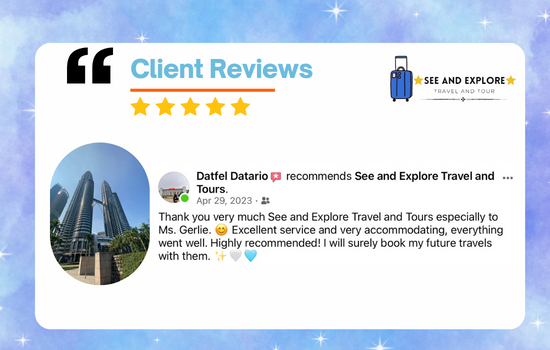 Client Reviews
SEE AND EXPLORE
TRAVEL AND TOUR
Datfel Datario recommends See and Explore Travel and
Tours.
Apr 29, 2023 ·
Thank you very much See and Explore Travel and Tours especially to
Ms. Gerlie. 😊 Excellent service and very accommodating, everything
went well. Highly recommended! I will surely book my future travels
with them. ✨🤍🩵